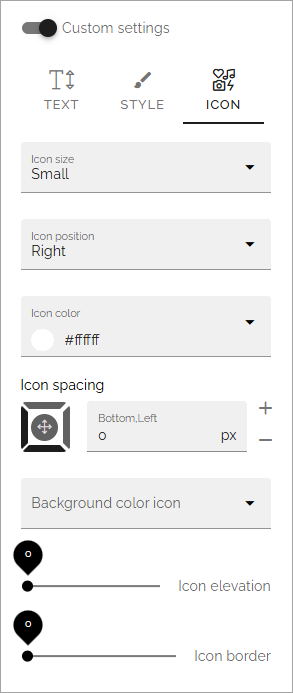 Custom settings
TEXT STYLE ICON
Icon size
Small
Icon position
Right
Icon color
#ffffff
Icon spacing
Bottom,Left
0 px
Background color icon
0
Icon elevation
0
Icon border